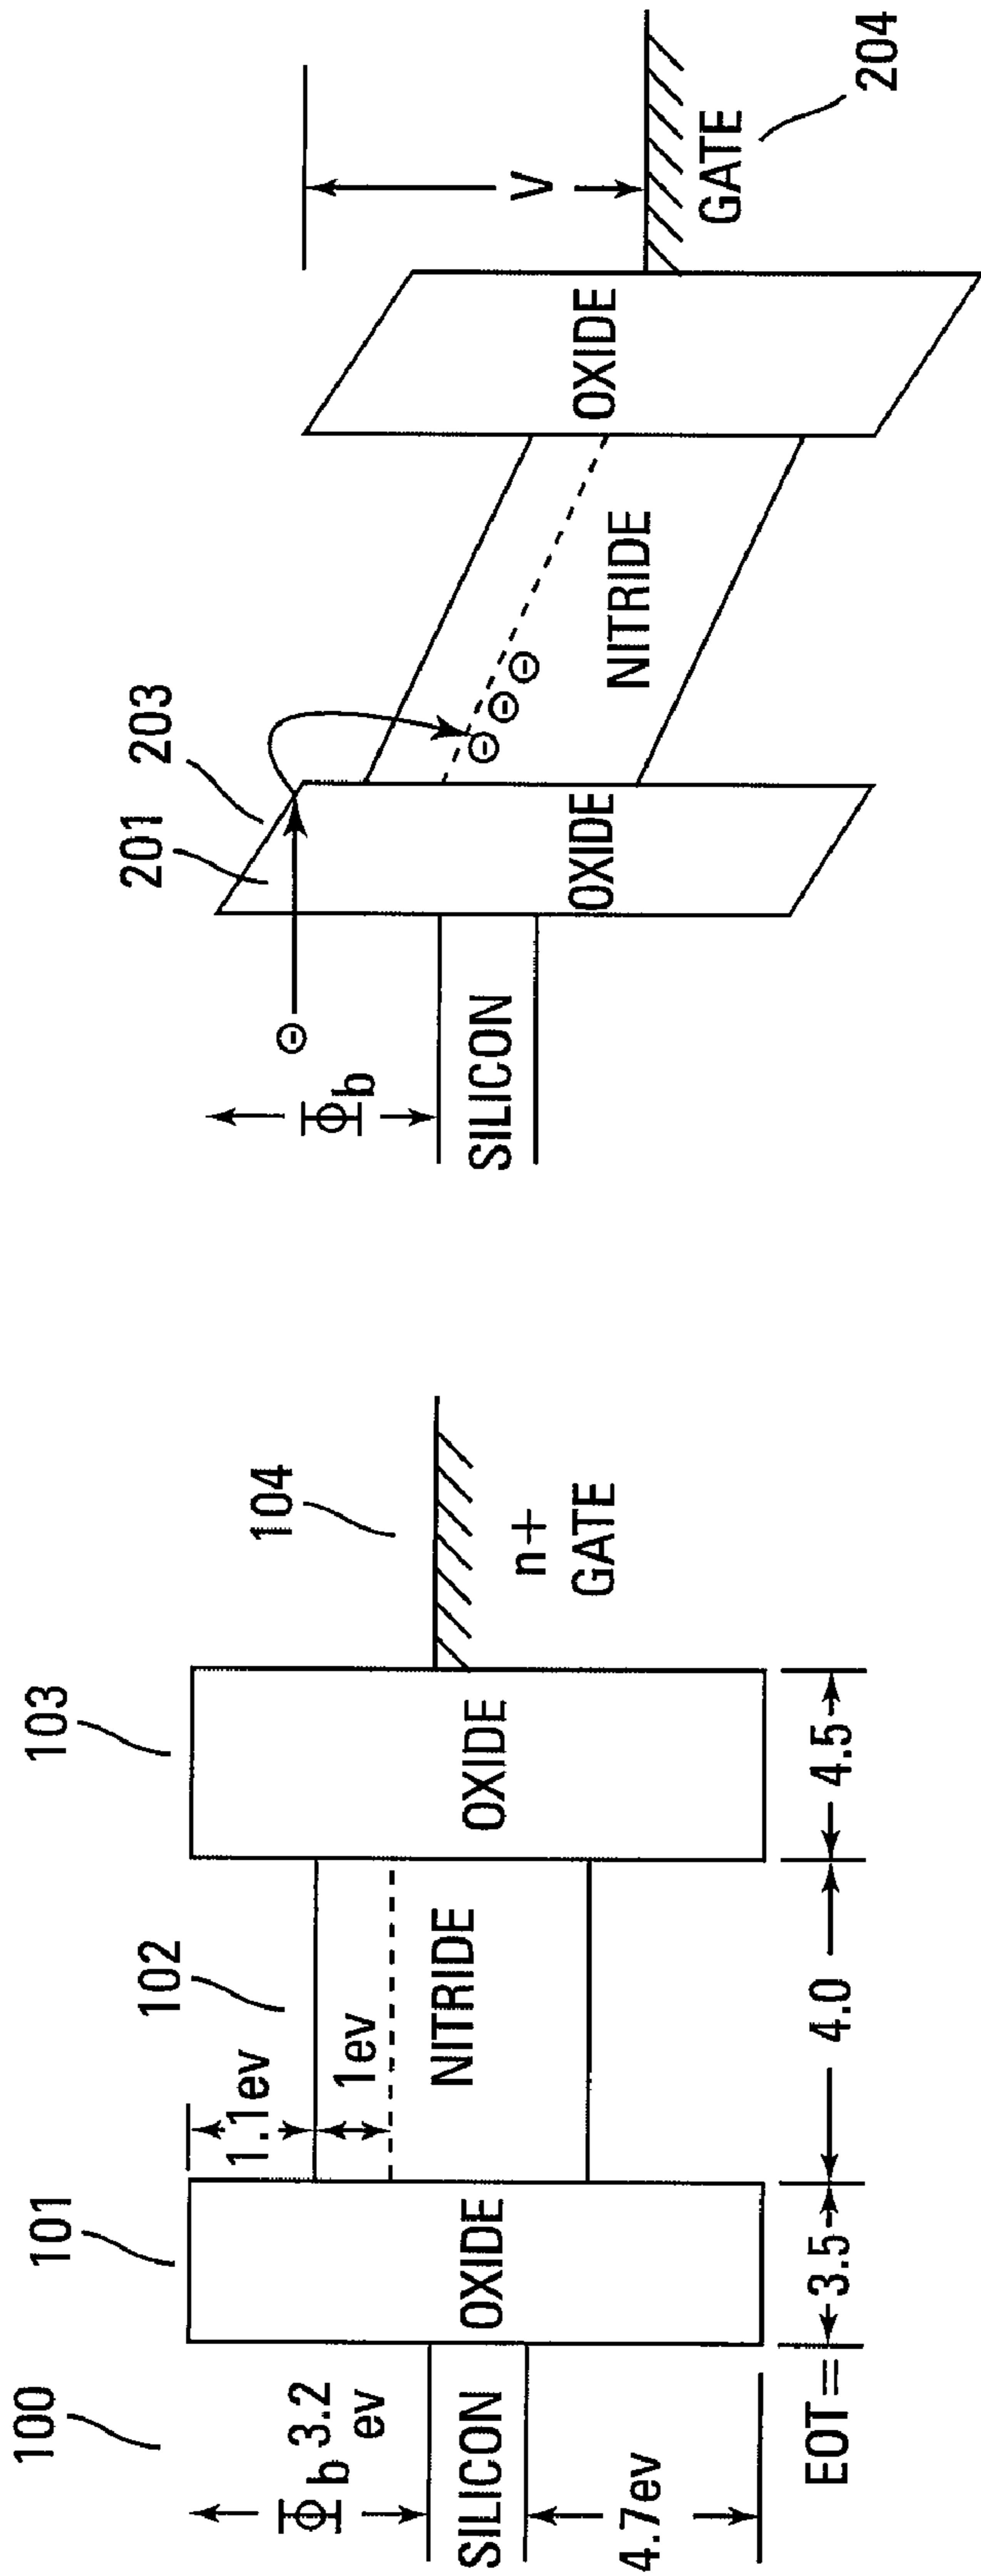 100
101
102
103
104
Φb 3.2
ev
1.1ev
1ev
SILICON
OXIDE
NITRIDE
OXIDE
n+
GATE
4.7ev
EOT = 3.5
4.0
4.5
201
203
Φb
⊖
⊖
⊖
⊖
SILICON
OXIDE
NITRIDE
OXIDE
V
GATE
204